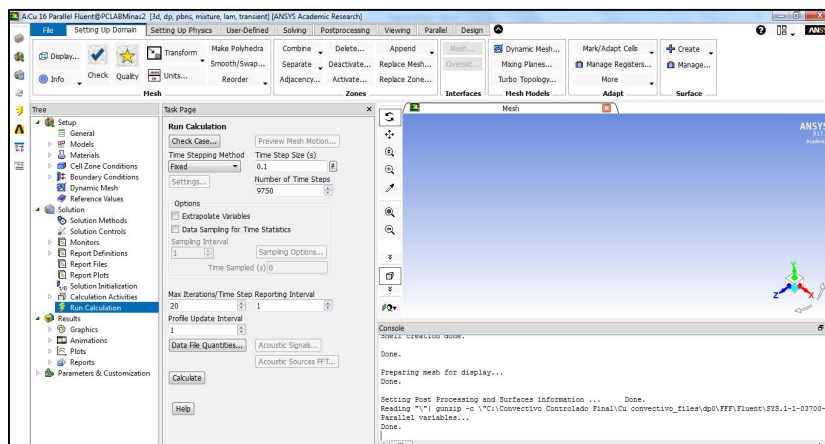 A:Cu 16 Parallel Fluent@PCLABMinas2 [3d, dp, pbns, mixture, lam, transient] [ANSYS Academic Research]
File Setting Up Domain Setting Up Physics User-Defined Solving Postprocessing Viewing Parallel Design
ANSY
Display... Transform Make Polyhedra Combine Delete... Append Mesh... Dynamic Mesh... Mark/Adapt Cells Create
Smooth/Swap... Separate Deactivate... Replace Mesh... Overset... Mixing Planes... Manage Registers... Manage...
Info Check Quality Units... Reorder Adjacency... Activate... Replace Zone... Turbo Topology... More
Mesh Zones Interfaces Mesh Models Adapt Surface
Tree
Setup
General
Models
Materials
Cell Zone Conditions
Boundary Conditions
Dynamic Mesh
Reference Values
Solution
Solution Methods
Solution Controls
Monitors
Report Definitions
Report Files
Report Plots
Solution Initialization
Calculation Activities
Run Calculation
Results
Graphics
Animations
Plots
Reports
Parameters & Customization
Task Page
Run Calculation
Check Case... Preview Mesh Motion...
Time Stepping Method Time Step Size (s)
Fixed 0.1 P
Settings... Number of Time Steps
9750
Options
Extrapolate Variables
Data Sampling for Time Statistics
Sampling Interval
1 Sampling Options...
Time Sampled (s) 0
Max Iterations/Time Step Reporting Interval
20 1
Profile Update Interval
1
Data File Quantities... Acoustic Signals...
Acoustic Sources FFT...
Calculate
Help
Mesh
ANSYS
Academic
Y
Z X
Console
Shell creation done.
Done.
Preparing mesh for display...
Done.
Setting Post Processing and Surfaces information ... Done.
Reading "\"| gunzip -c \"C:\Convectivo Controlado Final\Cu convectivo_files\dp0\FFF\Fluent\SYS.1-1-03700-
Parallel variables...
Done.